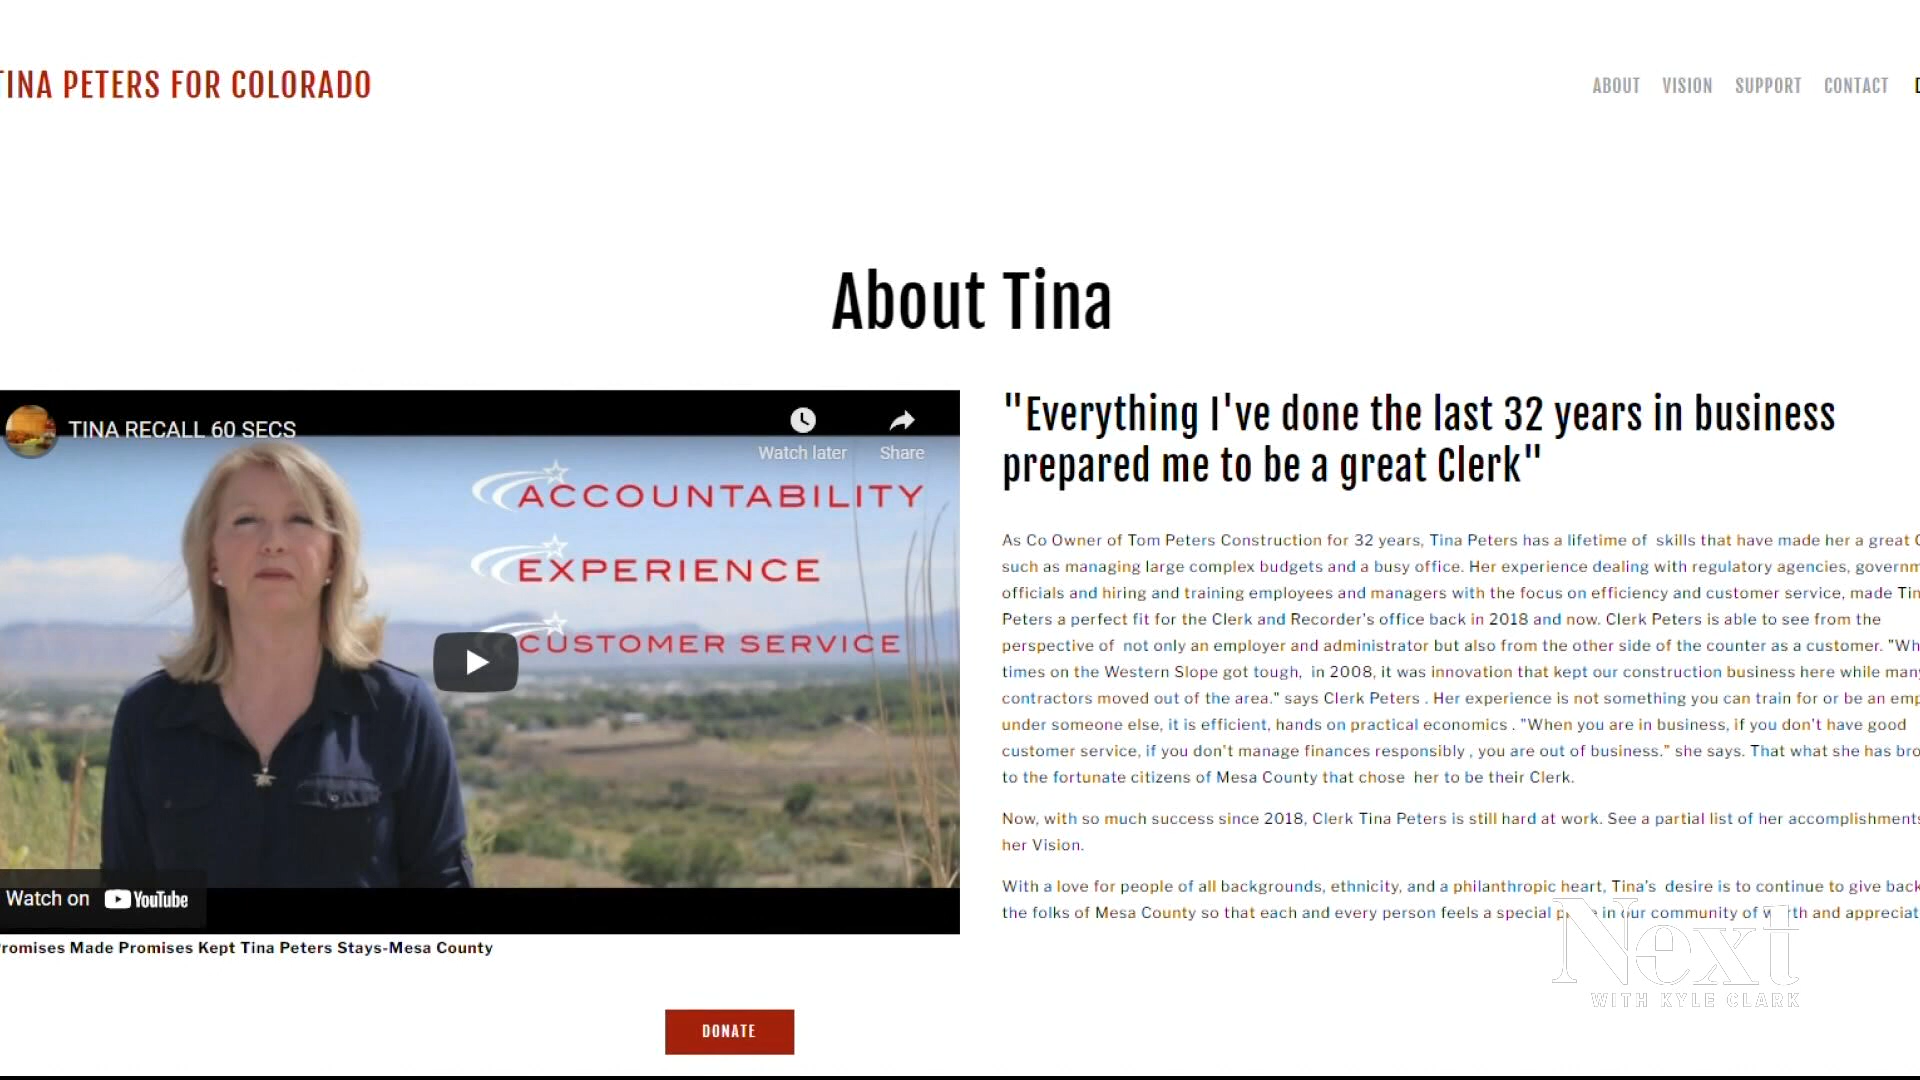 TINA PETERS FOR COLORADO
ABOUT VISION SUPPORT CONTACT
About Tina
TINA RECALL 60 SECS
Watch later
Share
ACCOUNTABILITY
EXPERIENCE
CUSTOMER SERVICE
Watch on YouTube
Promises Made Promises Kept Tina Peters Stays-Mesa County
DONATE
"Everything I've done the last 32 years in business
prepared me to be a great Clerk"
As Co Owner of Tom Peters Construction for 32 years, Tina Peters has a lifetime of skills that have made her a great
such as managing large complex budgets and a busy office. Her experience dealing with regulatory agencies,
officials and hiring and training employees and managers with the focus on efficiency and customer service, made
Peters a perfect fit for the Clerk and Recorder's office back in 2018 and now. Clerk Peters is able to see from the
perspective of not only an employer and administrator but also from the other side of the counter as a customer.
times on the Western Slope got tough, in 2008, it was innovation that kept our construction business here while
contractors moved out of the area." says Clerk Peters . Her experience is not something you can train for or be an
under someone else, it is efficient, hands on practical economics . "When you are in business, if you don't have good
customer service, if you don't manage finances responsibly , you are out of business." she says. That what she has
to the fortunate citizens of Mesa County that chose her to be their Clerk.
Now, with so much success since 2018, Clerk Tina Peters is still hard at work. See a partial list of her accomplishments
her Vision.
With a love for people of all backgrounds, ethnicity, and a philanthropic heart, Tina's desire is to continue to give back
the folks of Mesa County so that each and every person feels a special place in our community of worth and
Next
WITH KYLE CLARK